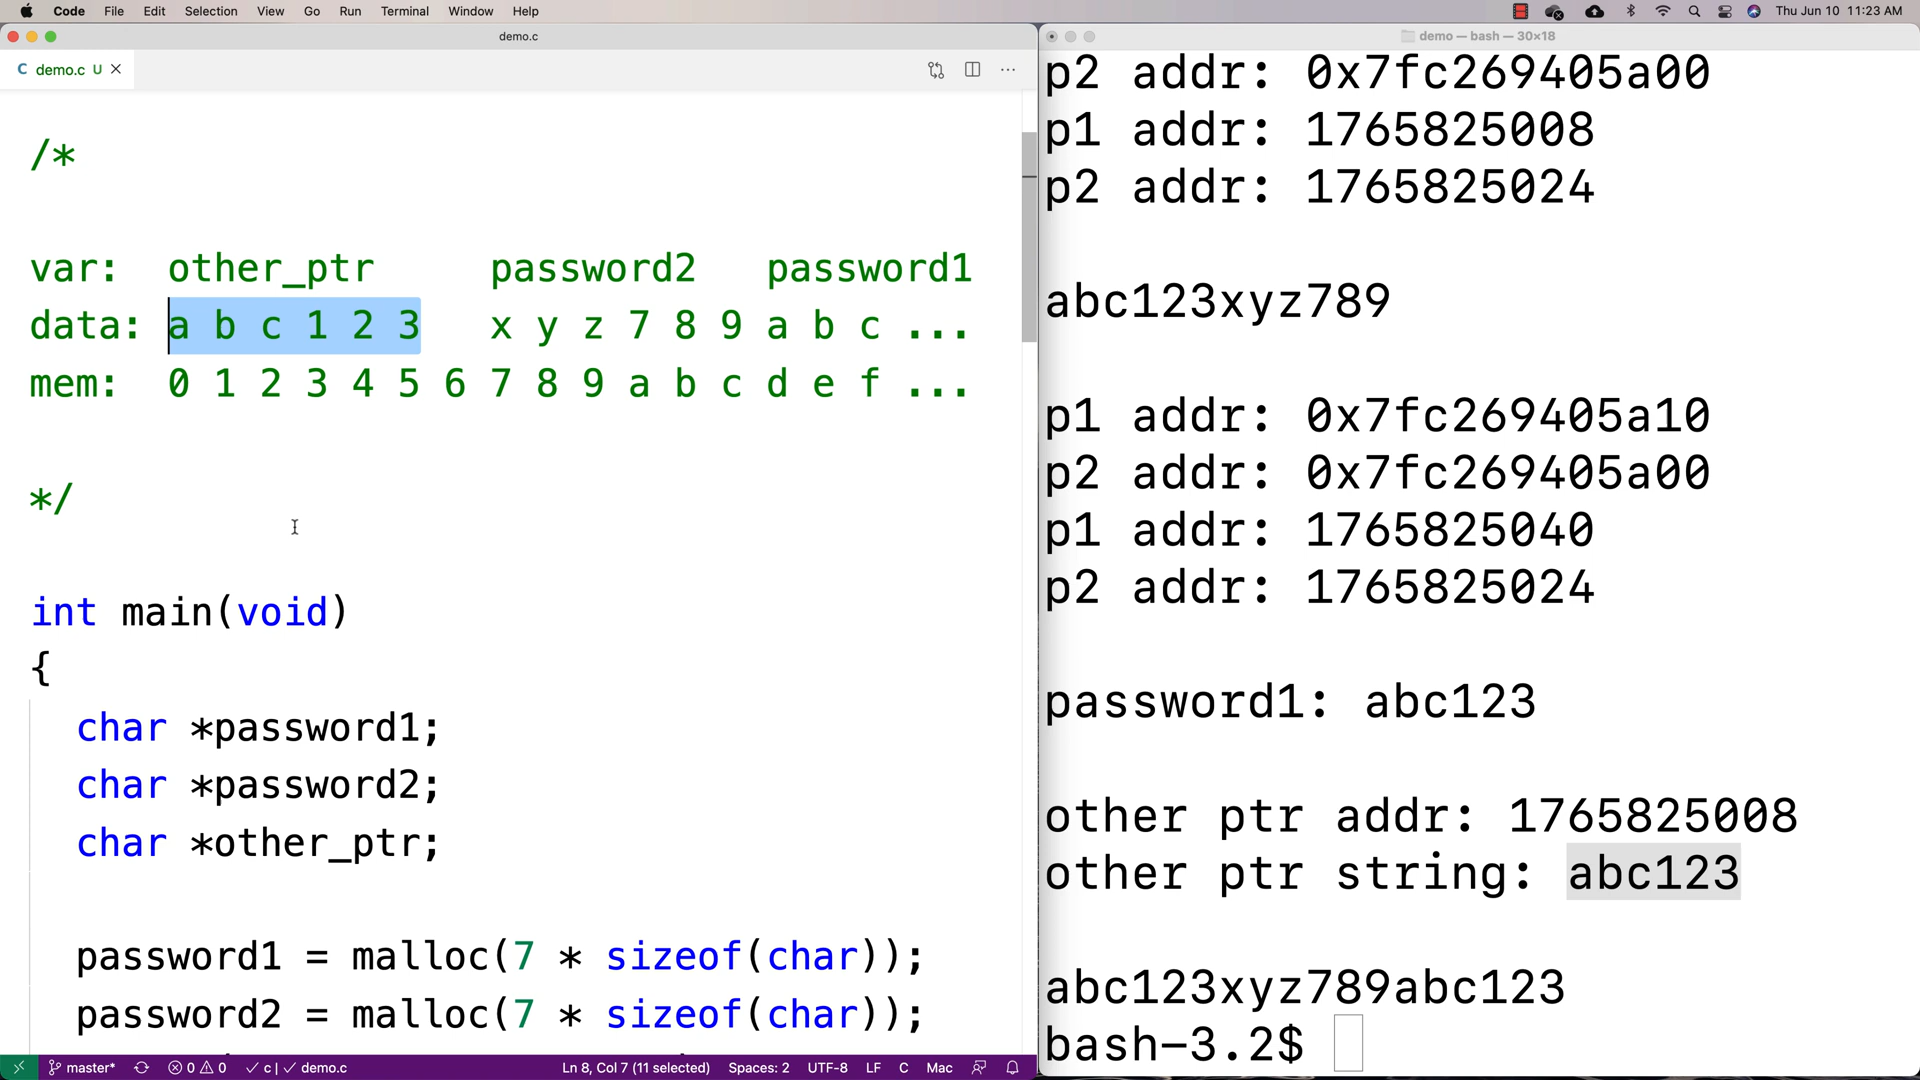 Code File Edit Selection View Go Run Terminal Window Help Thu Jun 10 11:23 AM
demo.c
C demo.c U
/*
var: other_ptr password2 password1
data: a b c 1 2 3 x y z 7 8 9 a b c ...
mem: 0 1 2 3 4 5 6 7 8 9 a b c d e f ...
*/
int main(void)
{
char *password1;
char *password2;
char *other_ptr;
password1 = malloc(7 * sizeof(char));
password2 = malloc(7 * sizeof(char));
master* 0 0 c | demo.c Ln 8, Col 7 (11 selected) Spaces: 2 UTF-8 LF C Mac
demo — bash — 30×18
p2 addr: 0x7fc269405a00
p1 addr: 1765825008
p2 addr: 1765825024
abc123xyz789
p1 addr: 0x7fc269405a10
p2 addr: 0x7fc269405a00
p1 addr: 1765825040
p2 addr: 1765825024
password1: abc123
other ptr addr: 1765825008
other ptr string: abc123
abc123xyz789abc123
bash-3.2$